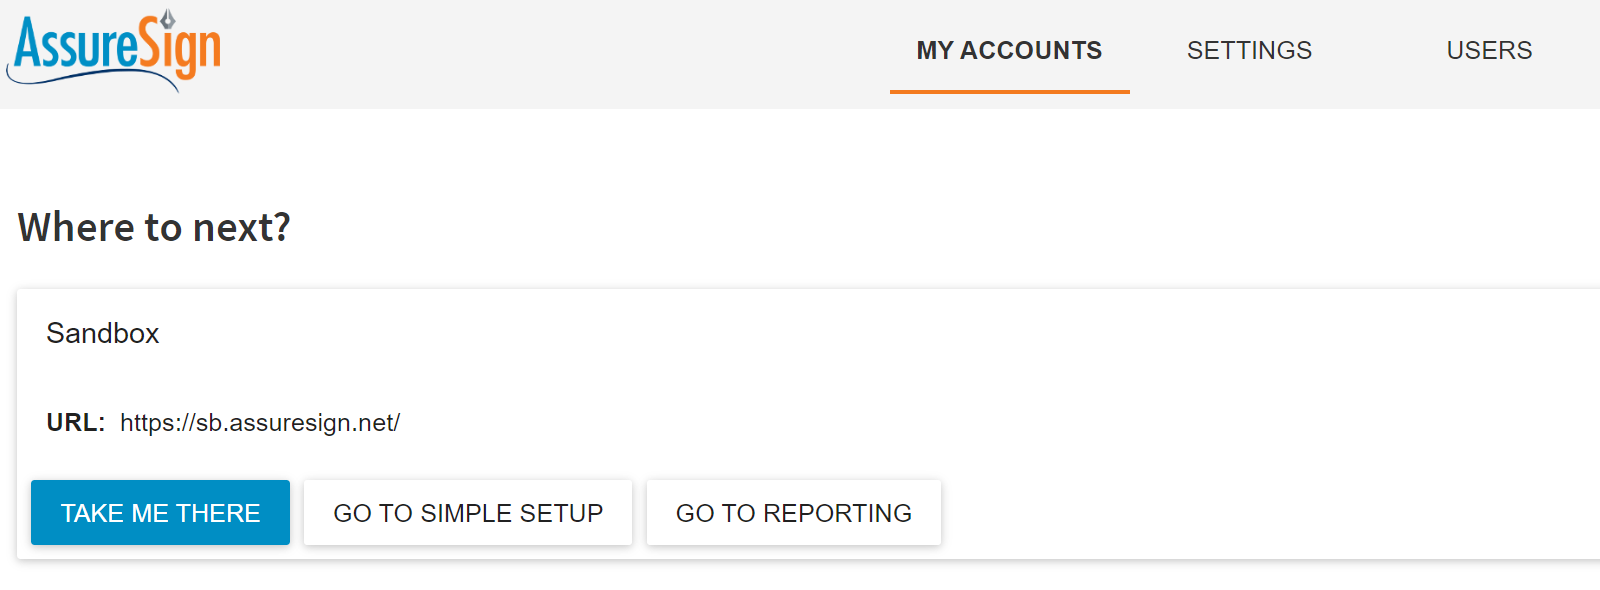 AssureSign
MY ACCOUNTS SETTINGS USERS
Where to next?
Sandbox
URL: https://sb.assuresign.net/
TAKE ME THERE GO TO SIMPLE SETUP GO TO REPORTING